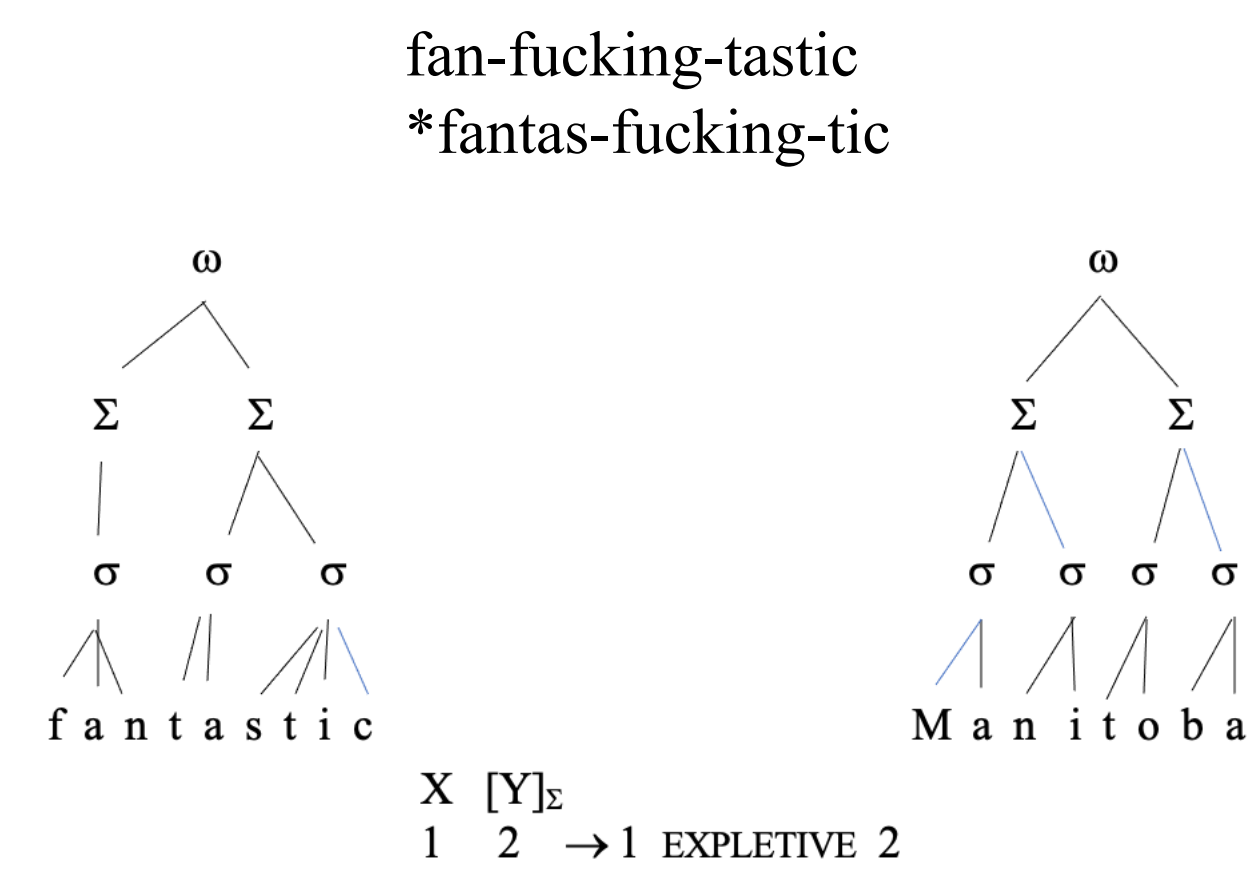 fan-fucking-tastic
*fantas-fucking-tic
ω ω
Σ Σ Σ Σ
σ σ σ σ σ σ σ
f a n t a s t i c M a n i t o b a
X [Y]Σ
1 2 → 1 EXPLETIVE 2